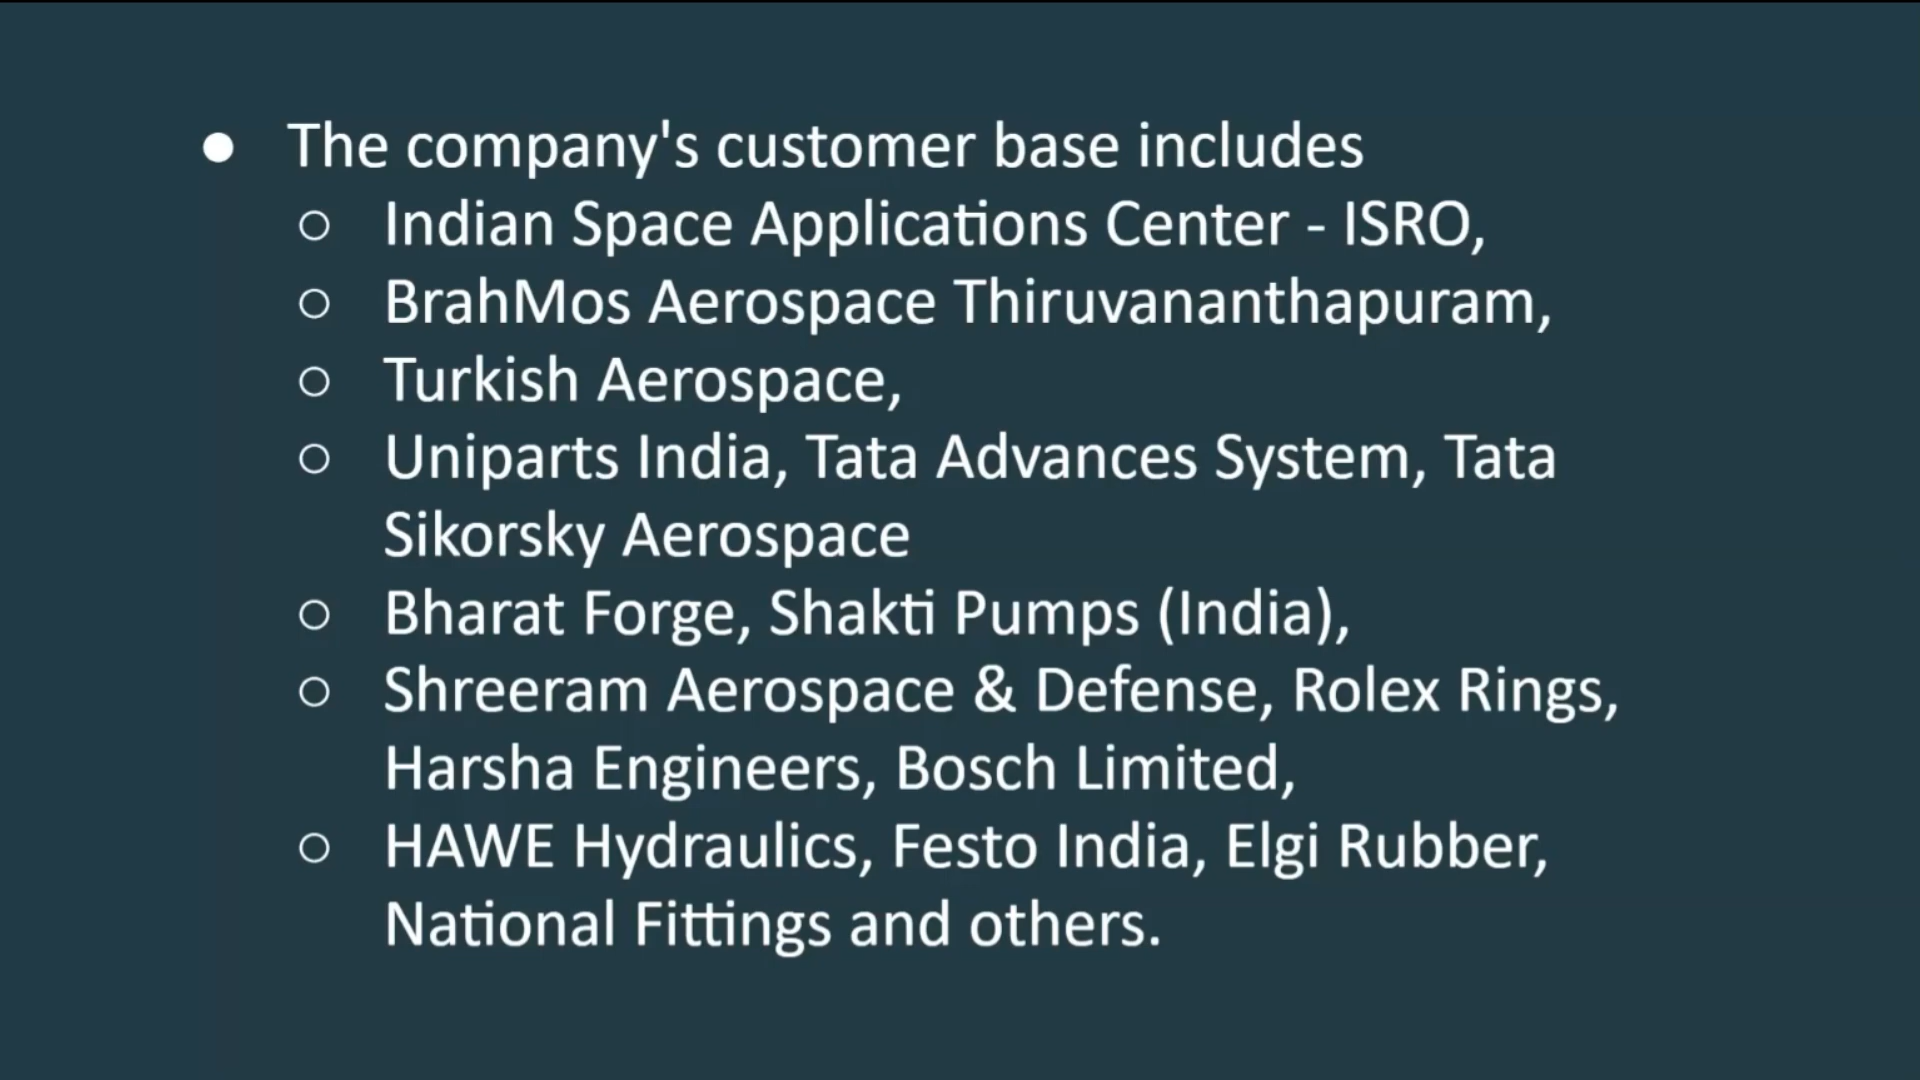 ● The company's customer base includes
○ Indian Space Applications Center - ISRO,
○ BrahMos Aerospace Thiruvananthapuram,
○ Turkish Aerospace,
○ Uniparts India, Tata Advances System, Tata
Sikorsky Aerospace
○ Bharat Forge, Shakti Pumps (India),
○ Shreeram Aerospace & Defense, Rolex Rings,
Harsha Engineers, Bosch Limited,
○ HAWE Hydraulics, Festo India, Elgi Rubber,
National Fittings and others.